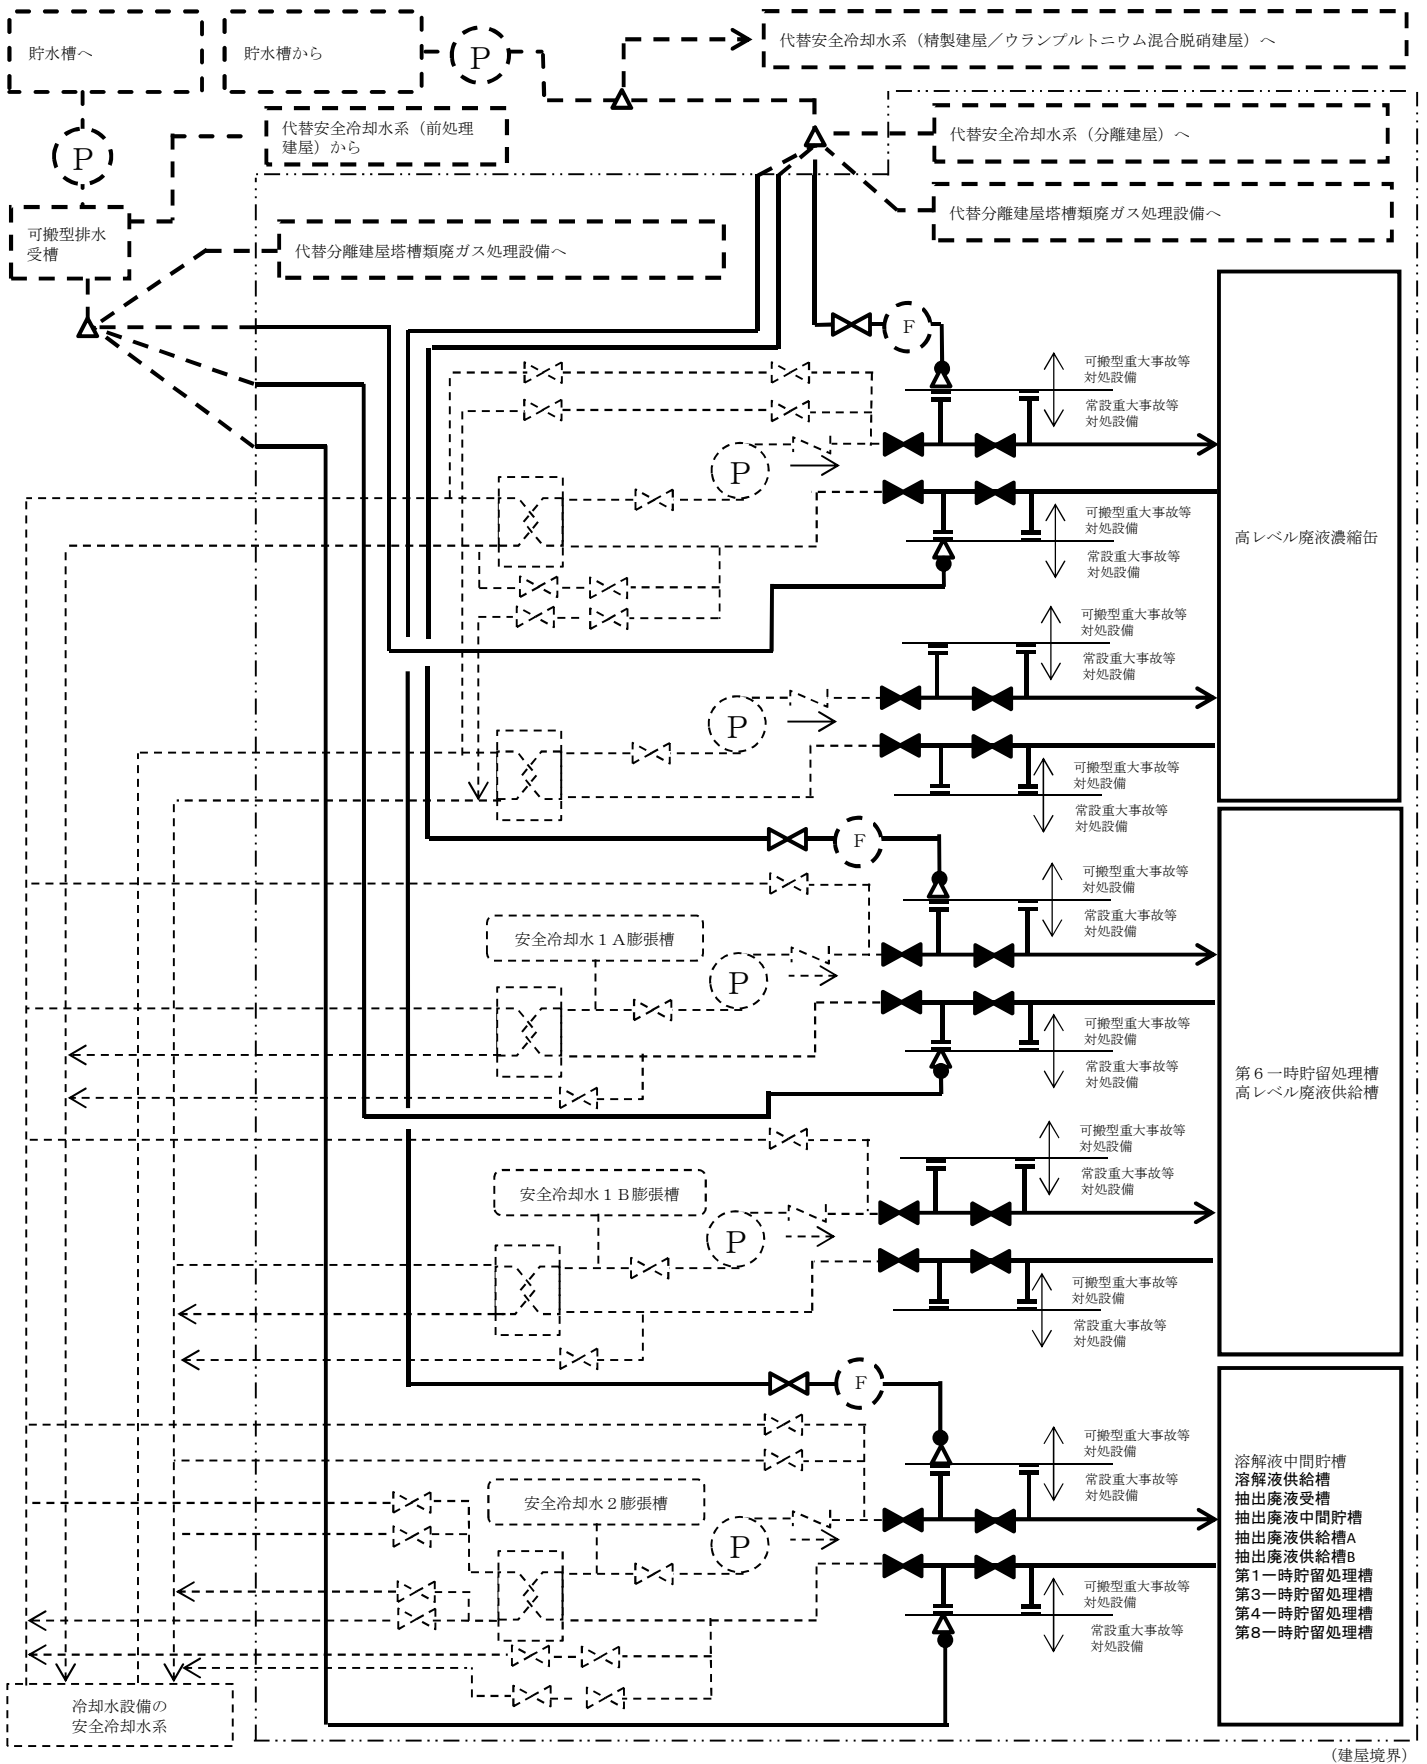 貯水槽へ
貯水槽から
P
代替安全冷却水系（精製建屋／ウランプルトニウム混合脱硝建屋）へ
P
代替安全冷却水系（前処理
建屋）から
代替安全冷却水系（分離建屋）へ
可搬型排水
受槽
代替分離建屋塔槽類廃ガス処理設備へ
代替分離建屋塔槽類廃ガス処理設備へ
F
可搬型重大事故等
対処設備
常設重大事故等
対処設備
P
可搬型重大事故等
対処設備
常設重大事故等
対処設備
高レベル廃液濃縮缶
可搬型重大事故等
対処設備
常設重大事故等
対処設備
P
可搬型重大事故等
対処設備
常設重大事故等
対処設備
F
可搬型重大事故等
対処設備
常設重大事故等
対処設備
安全冷却水１Ａ膨張槽
P
可搬型重大事故等
対処設備
常設重大事故等
対処設備
第６一時貯留処理槽
高レベル廃液供給槽
可搬型重大事故等
対処設備
常設重大事故等
対処設備
安全冷却水１Ｂ膨張槽
P
可搬型重大事故等
対処設備
常設重大事故等
対処設備
F
可搬型重大事故等
対処設備
常設重大事故等
対処設備
安全冷却水２膨張槽
P
可搬型重大事故等
対処設備
常設重大事故等
対処設備
溶解液中間貯槽
溶解液供給槽
抽出廃液受槽
抽出廃液中間貯槽
抽出廃液供給槽A
抽出廃液供給槽B
第1一時貯留処理槽
第3一時貯留処理槽
第4一時貯留処理槽
第8一時貯留処理槽
冷却水設備の
安全冷却水系
（建屋境界）